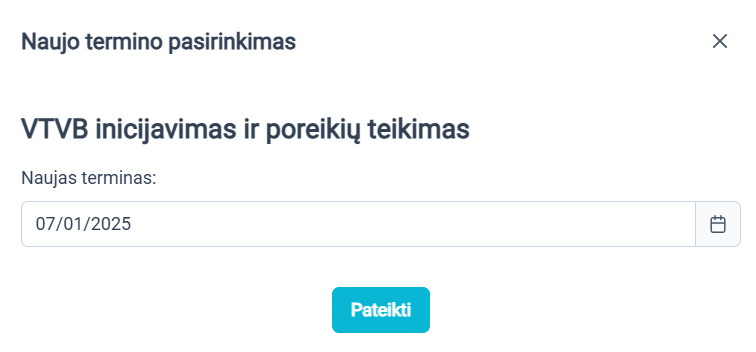 Naujo termino pasirinkimas
VTVB inicijavimas ir poreikių teikimas
Naujas terminas:
07/01/2025
Pateikti